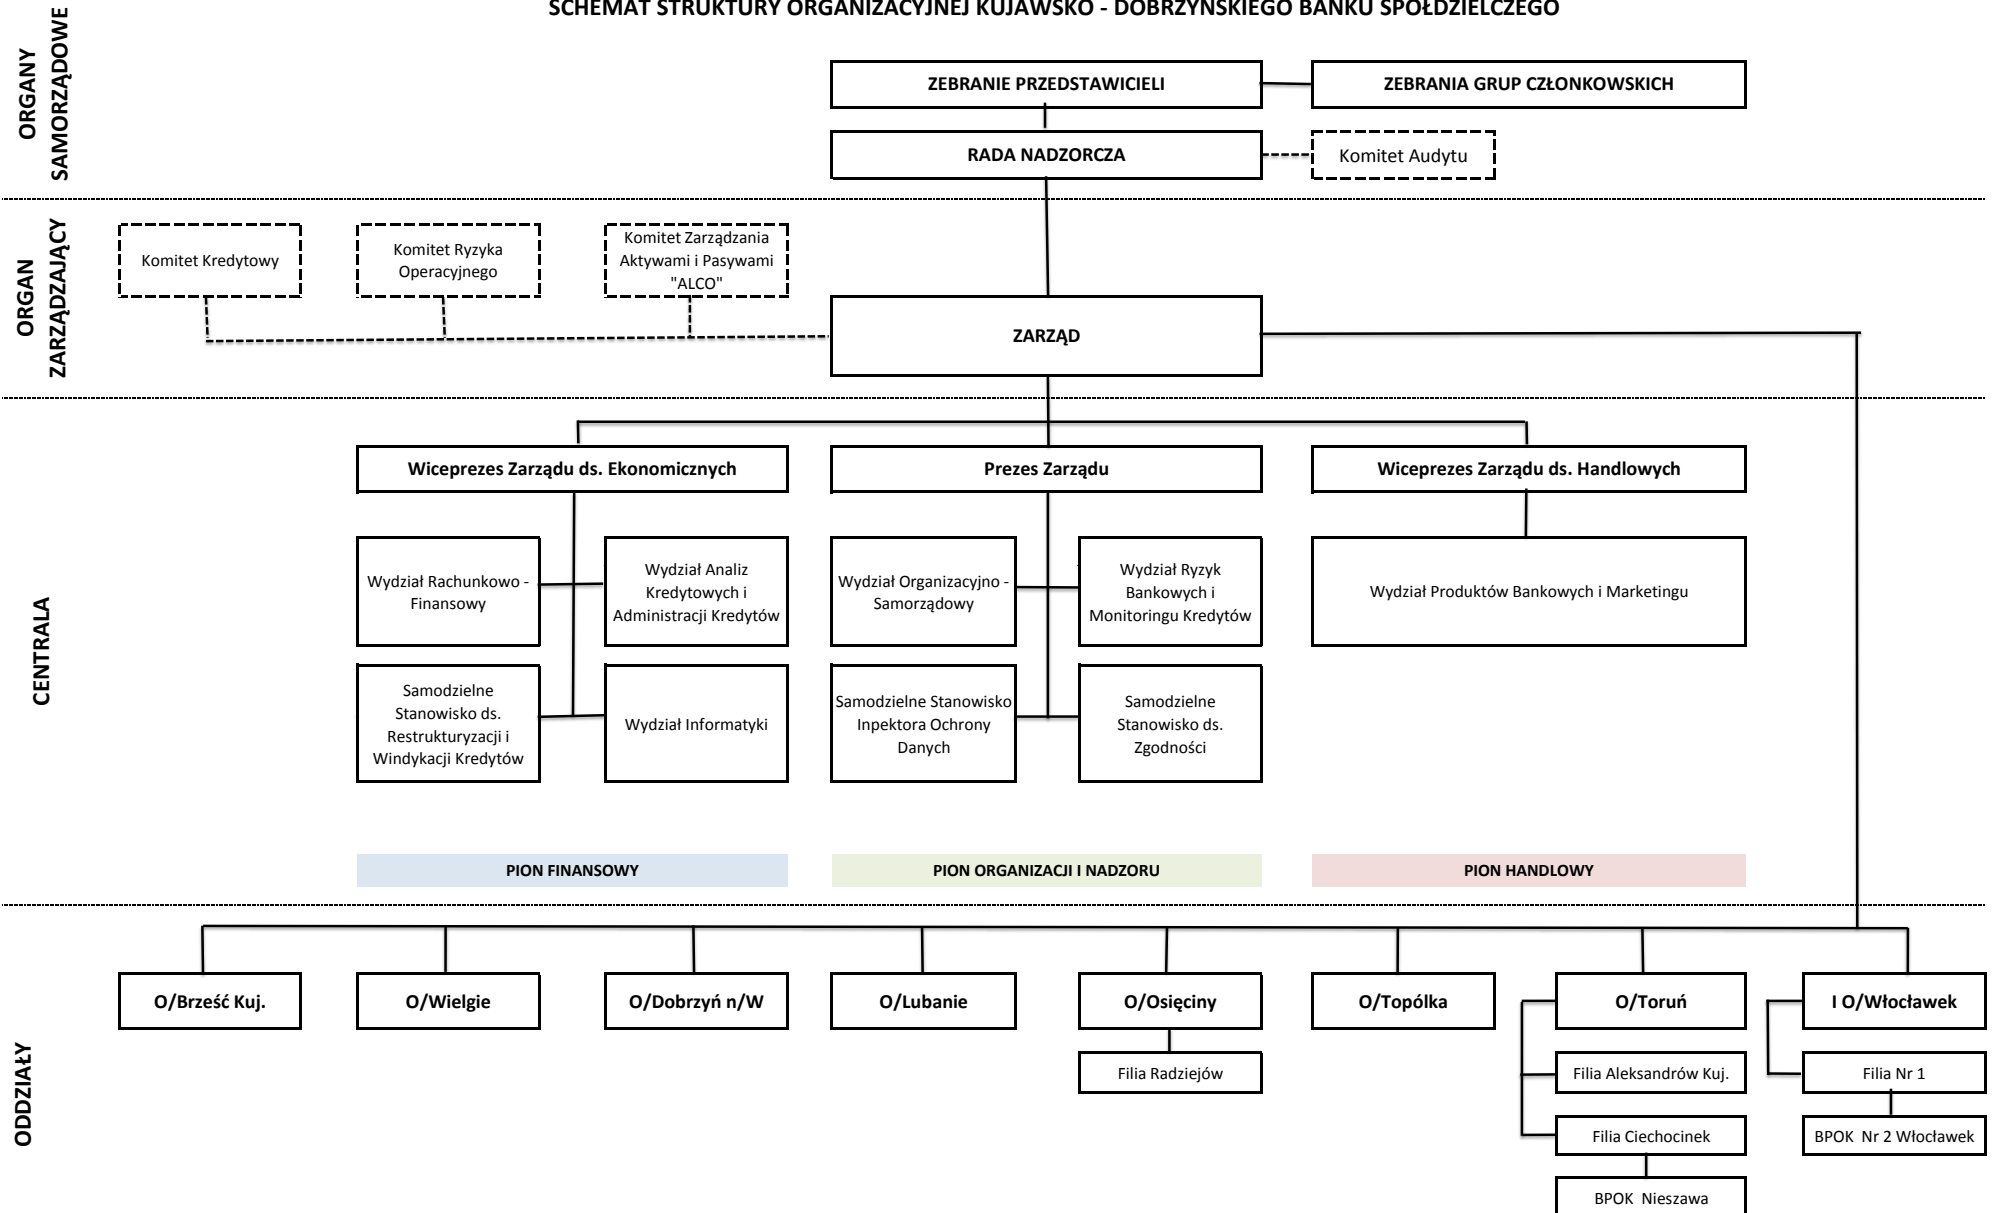 SCHEMAT STRUKTURY ORGANIZACYJNEJ KUJAWSKO - DOBRZYŃSKIEGO BANKU SPÓŁDZIELCZEGO
ORGANY
SAMORZĄDOWE
ZEBRANIE PRZEDSTAWICIELI
ZEBRANIA GRUP CZŁONKOWSKICH
RADA NADZORCZA
Komitet Audytu
ORGAN
ZARZĄDZAJĄCY
Komitet Kredytowy
Komitet Ryzyka
Operacyjnego
Komitet Zarządzania
Aktywami i Pasywami
"ALCO"
ZARZĄD
CENTRALA
Wiceprezes Zarządu ds. Ekonomicznych
Prezes Zarządu
Wiceprezes Zarządu ds. Handlowych
Wydział Rachunkowo -
Finansowy
Wydział Analiz
Kredytowych i
Administracji Kredytów
Wydział Organizacyjno -
Samorządowy
Wydział Ryzyk
Bankowych i
Monitoringu Kredytów
Wydział Produktów Bankowych i Marketingu
Samodzielne
Stanowisko ds.
Restrukturyzacji i
Windykacji Kredytów
Wydział Informatyki
Samodzielne Stanowisko
Inpektora Ochrony
Danych
Samodzielne
Stanowisko ds.
Zgodności
PION FINANSOWY
PION ORGANIZACJI I NADZORU
PION HANDLOWY
ODDZIAŁY
O/Brześć Kuj.
O/Wielgie
O/Dobrzyń n/W
O/Lubanie
O/Osięciny
O/Topólka
O/Toruń
I O/Włocławek
Filia Radziejów
Filia Aleksandrów Kuj.
Filia Nr 1
Filia Ciechocinek
BPOK Nr 2 Włocławek
BPOK Nieszawa